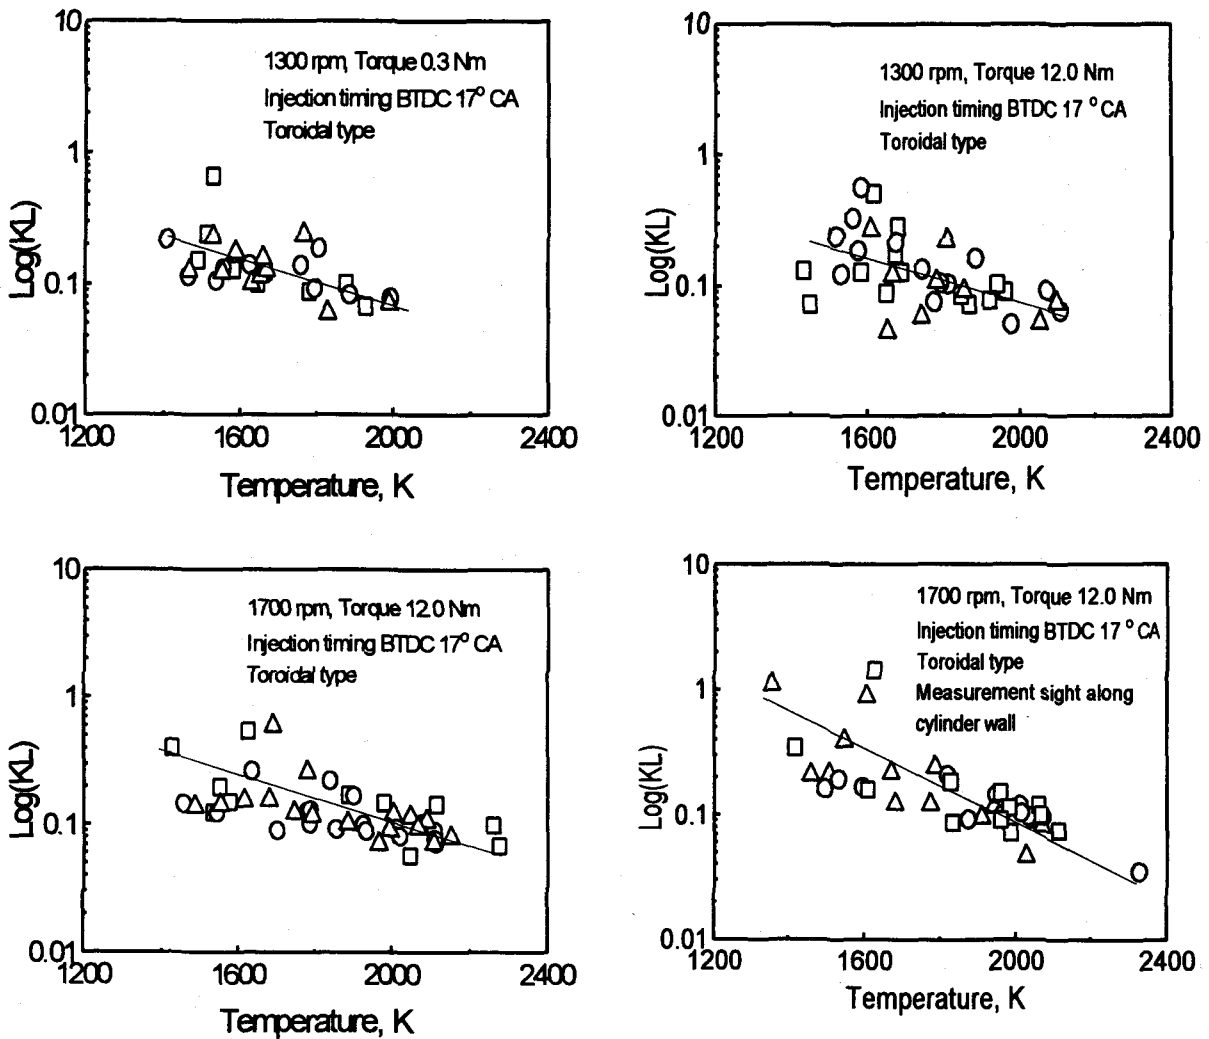 10
1300 rpm, Torque 0.3 Nm
Injection timing BTDC 17° CA
Toroidal type
1
Log(KL)
0.1
0.01
1200 1600 2000 2400
Temperature, K
10
1300 rpm, Torque 12.0 Nm
Injection timing BTDC 17 ° CA
Toroidal type
1
Log(KL)
0.1
0.01
1200 1600 2000 2400
Temperature, K
10
1700 rpm, Torque 12.0 Nm
Injection timing BTDC 17° CA
Toroidal type
1
Log(KL)
0.1
0.01
1200 1600 2000 2400
Temperature, K
10
1700 rpm, Torque 12.0 Nm
Injection timing BTDC 17 ° CA
Toroidal type
1
Measurement sight along
cylinder wall
Log(KL)
0.1
0.01
1200 1600 2000 2400
Temperature, K